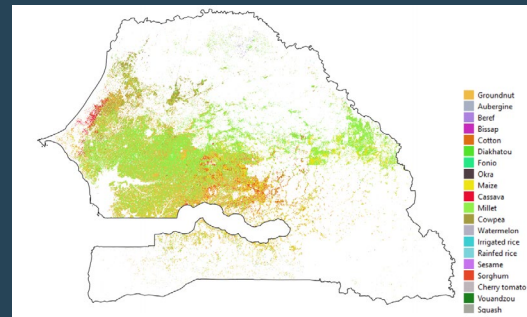 Groundnut
Aubergine
Beref
Bissap
Cotton
Diakhatou
Fonio
Okra
Maize
Cassava
Millet
Cowpea
Watermelon
Irrigated rice
Rainfed rice
Sesame
Sorghum
Cherry tomato
Vouandzou
Squash